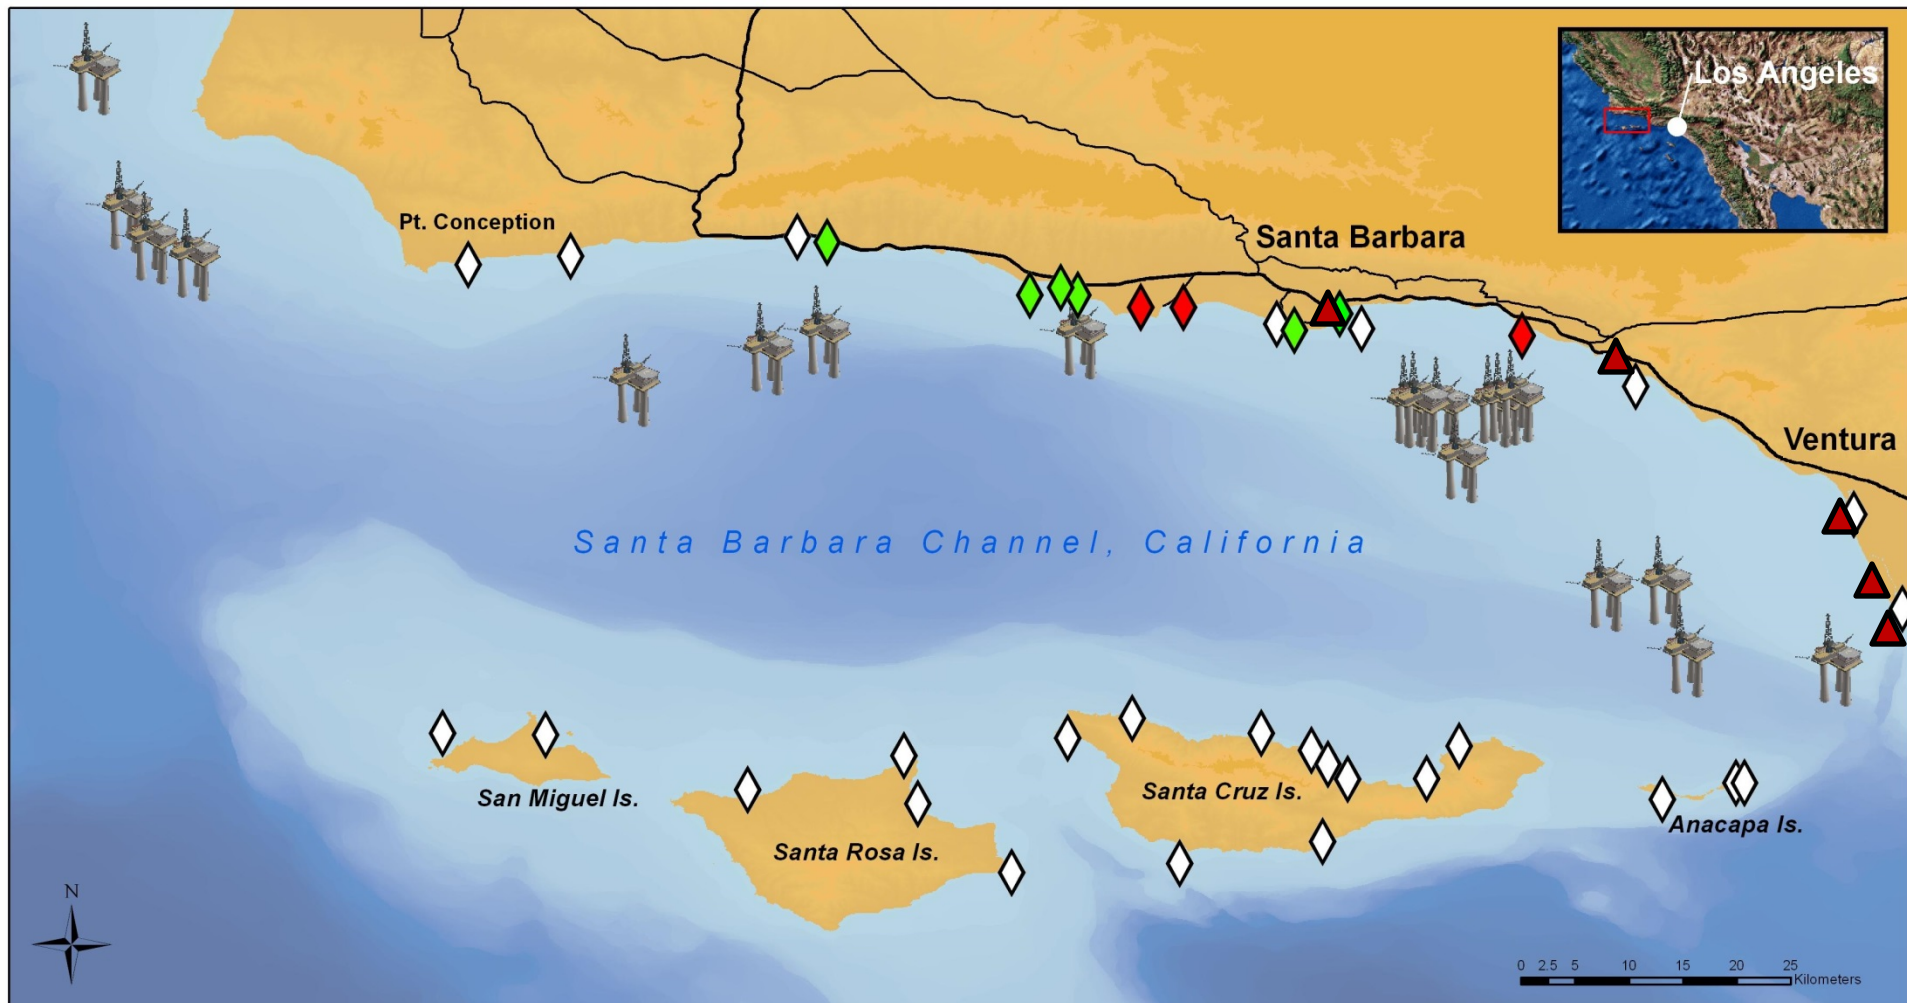 Los Angeles
Pt. Conception
Santa Barbara
Ventura
Santa Barbara Channel, California
San Miguel Is.
Santa Rosa Is.
Santa Cruz Is.
Anacapa Is.
N
0 2.5 5 10 15 20 25
Kilometers